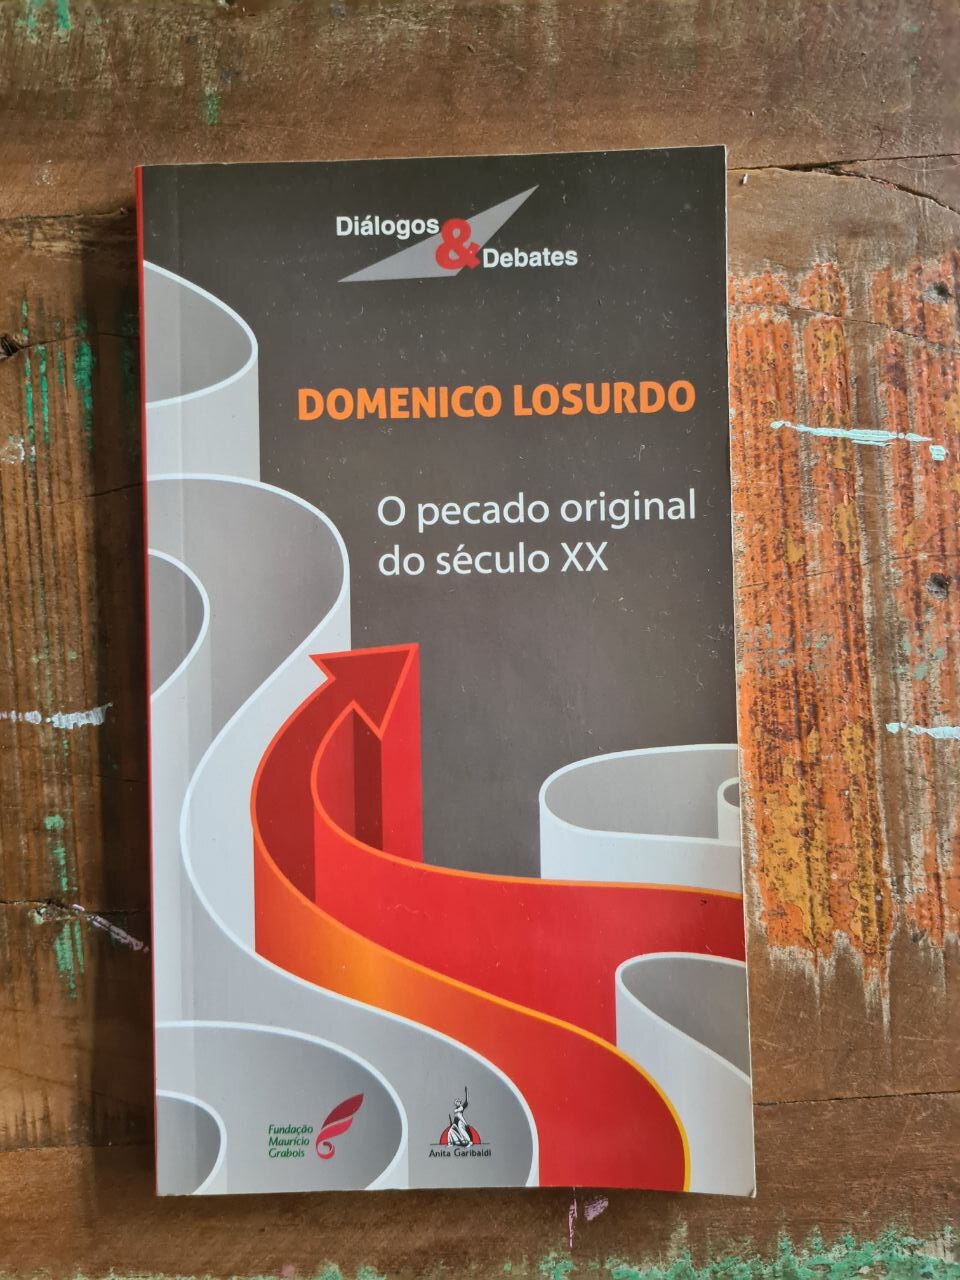 Diálogos
&
Debates
DOMENICO LOSURDO
O pecado original
do século XX
Fundação
Maurício
Grabois
Anita Garibaldi